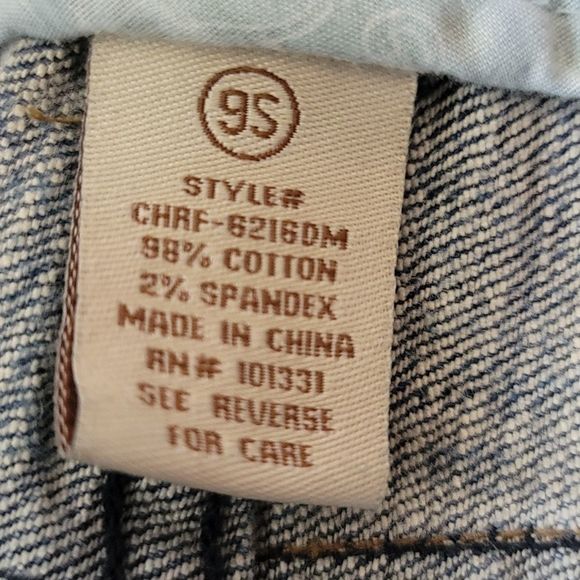 9S
STYLE#
CHRF-6216DM
98% COTTON
2% SPANDEX
MADE IN CHINA
RN# 101331
SEE REVERSE
FOR CARE